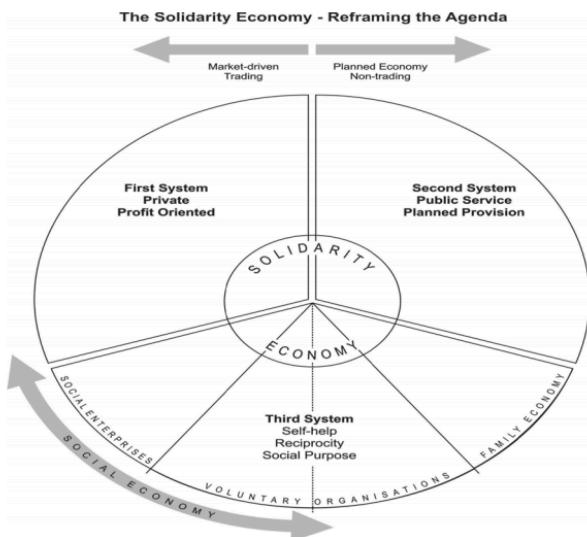 The Solidarity Economy - Reframing the Agenda
Market-driven
Trading
Planned Economy
Non-trading
First System
Private
Profit Oriented
Second System
Public Service
Planned Provision
SOLIDARITY
ECONOMY
Third System
Self-help
Reciprocity
Social Purpose
SOCIAL ENTERPRISES
VOLUNTARY ORGANISATIONS
FAMILY ECONOMY
SOCIAL ECONOMY